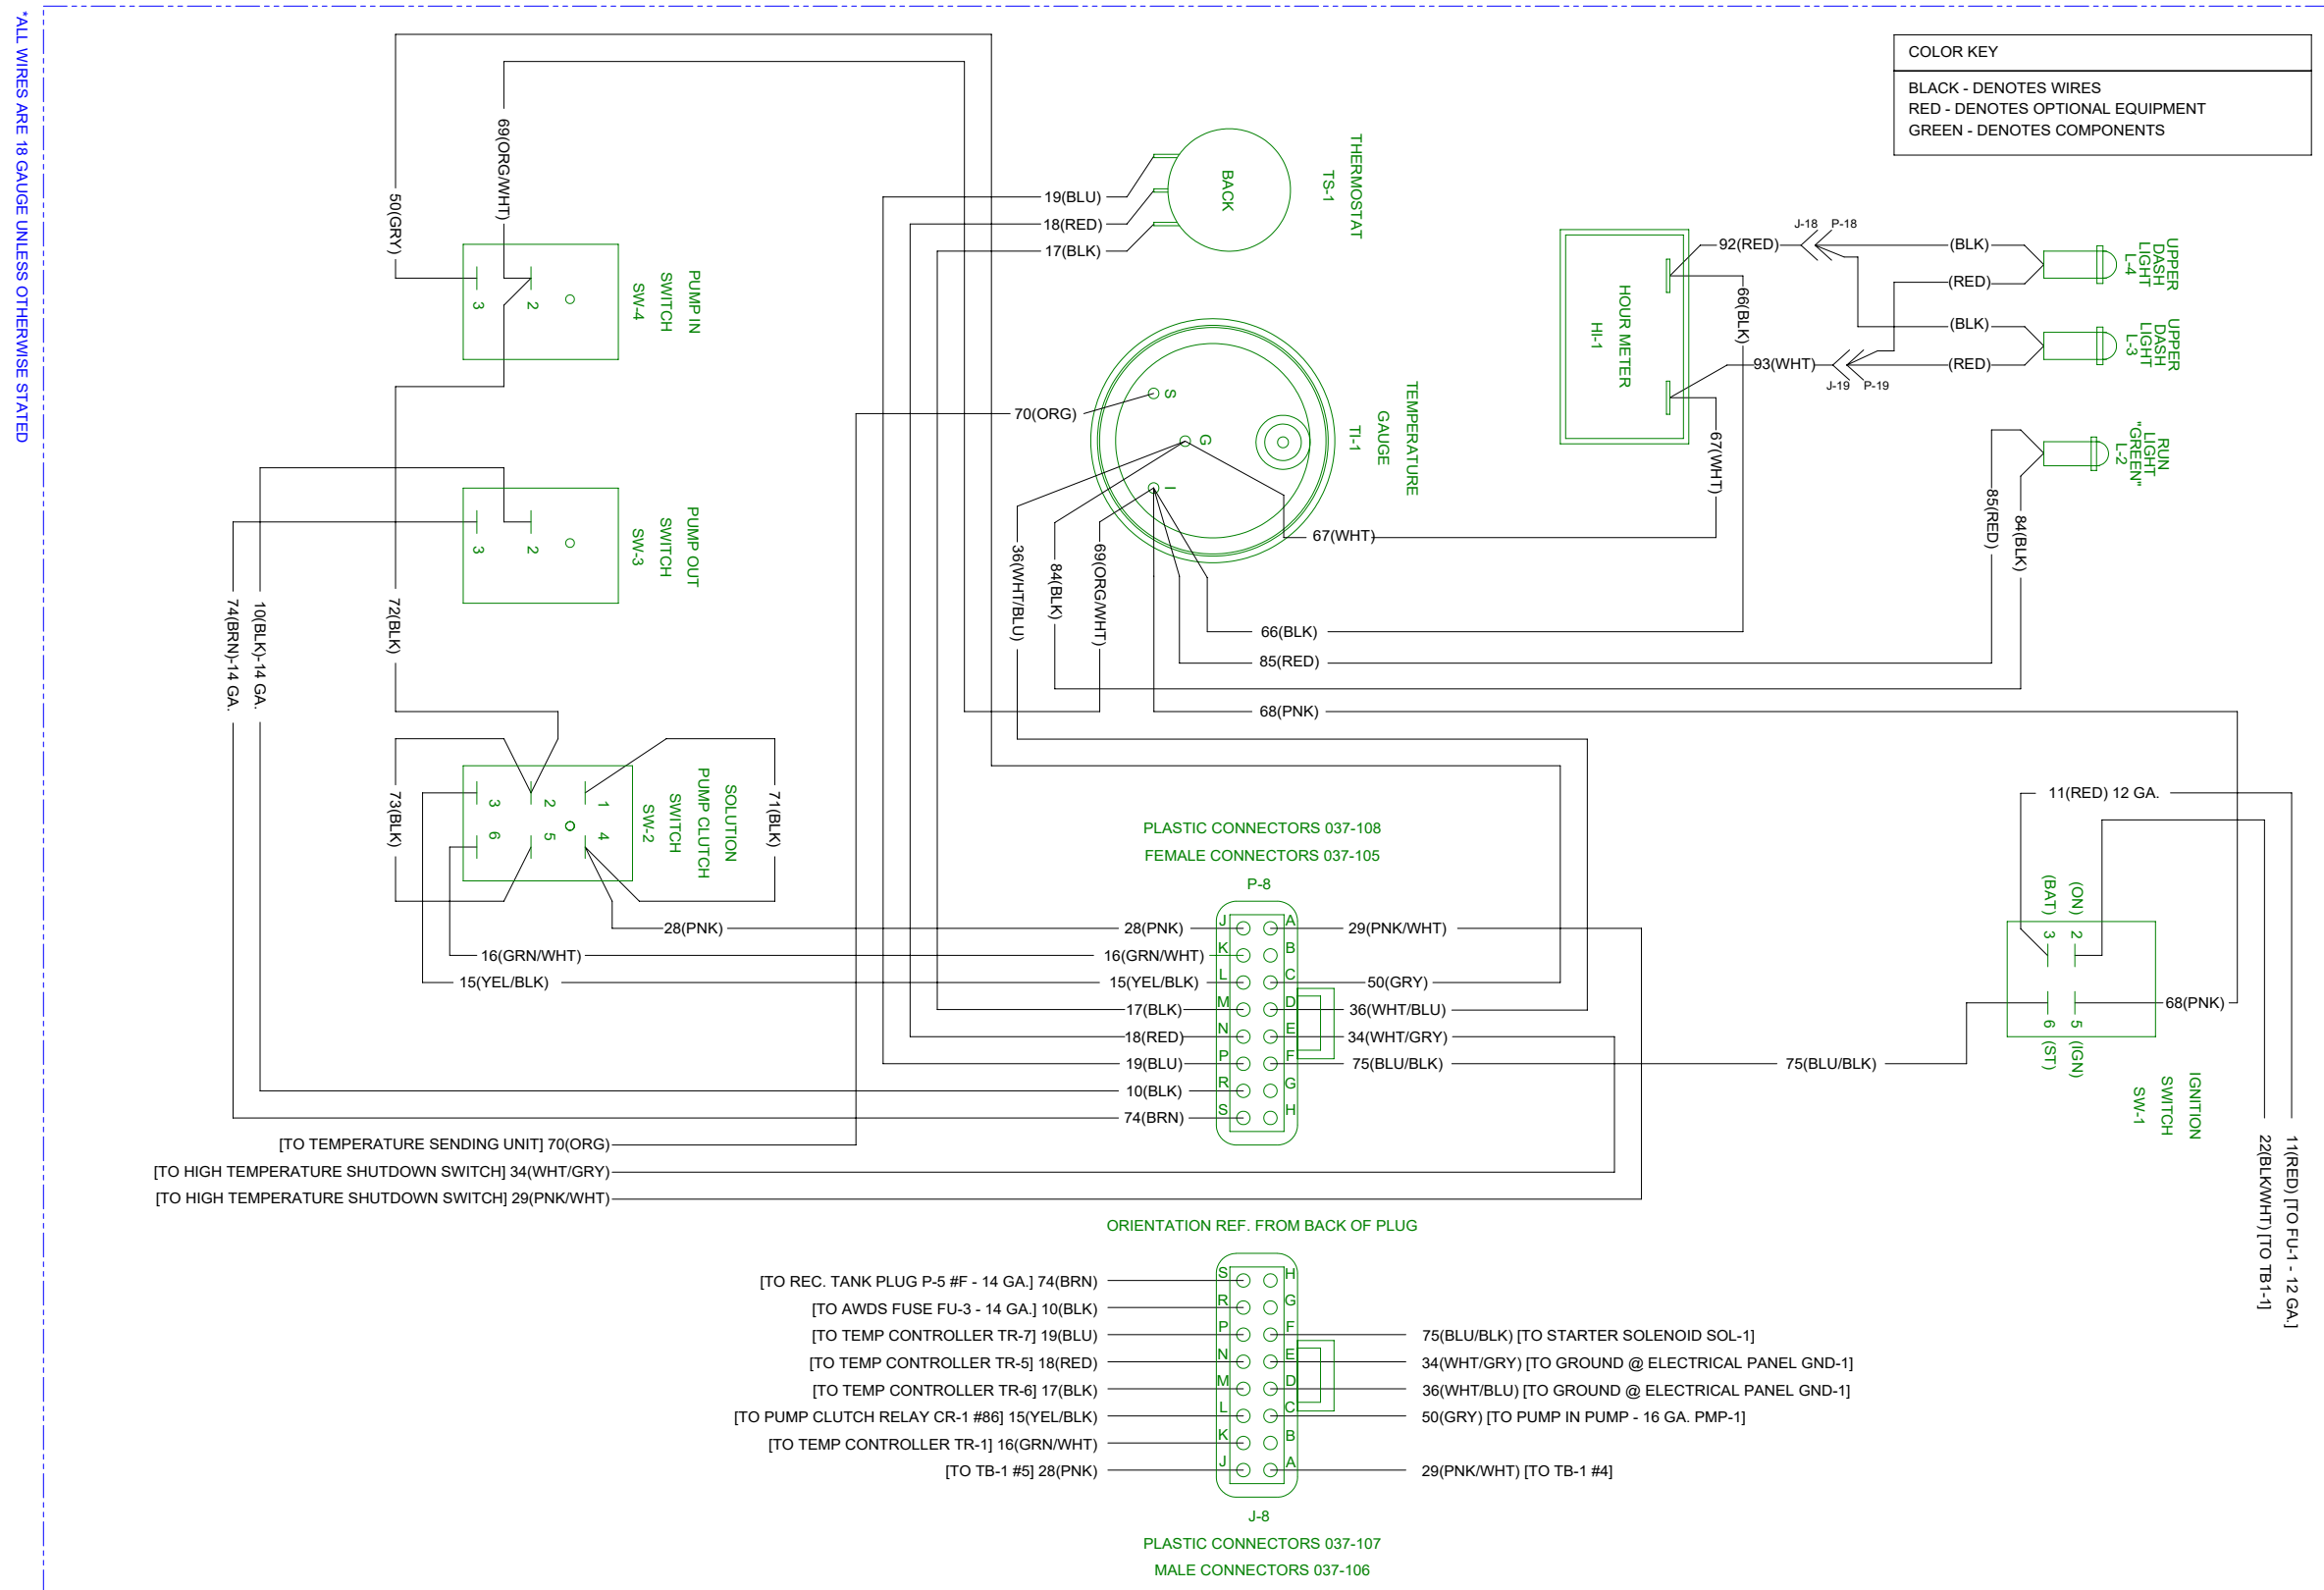 *ALL WIRES ARE 18 GAUGE UNLESS OTHERWISE STATED
COLOR KEY
BLACK - DENOTES WIRES
RED - DENOTES OPTIONAL EQUIPMENT
GREEN - DENOTES COMPONENTS
50(GRY)
69(ORG/WHT)
3
2
PUMP IN
SWITCH
SW-4
THERMOSTAT
TS-1
BACK
19(BLU)
18(RED)
17(BLK)
HOUR METER
HI-1
92(RED)
J-18
P-18
66(BLK)
93(WHT)
J-19
P-19
67(WHT)
(BLK)
(RED)
UPPER
DASH
LIGHT
L-4
(BLK)
(RED)
UPPER
DASH
LIGHT
L-3
RUN
LIGHT
"GREEN"
L-2
85(RED)
84(BLK)
TEMPERATURE
GAUGE
TI-1
S
G
I
70(ORG)
36(WHT/BLU)
84(BLK)
69(ORG/WHT)
67(WHT)
66(BLK)
85(RED)
68(PNK)
3
2
PUMP OUT
SWITCH
SW-3
74(BRN)-14 GA.
10(BLK)-14 GA.
72(BLK)
73(BLK)
71(BLK)
3
2
1
6
5
4
SOLUTION
PUMP CLUTCH
SWITCH
SW-2
11(RED) 12 GA.
(BAT)
(ON)
3
2
6
5
(ST)
(IGN)
68(PNK)
IGNITION
SWITCH
SW-1
11(RED) [TO FU-1 - 12 GA.]
22(BLK/WHT) [TO TB1-1]
PLASTIC CONNECTORS 037-108
FEMALE CONNECTORS 037-105
P-8
28(PNK)
28(PNK)
J
A
29(PNK/WHT)
16(GRN/WHT)
16(GRN/WHT)
K
B
15(YEL/BLK)
15(YEL/BLK)
L
C
50(GRY)
17(BLK)
M
D
36(WHT/BLU)
18(RED)
N
E
34(WHT/GRY)
19(BLU)
P
F
75(BLU/BLK)
75(BLU/BLK)
10(BLK)
R
G
74(BRN)
S
H
[TO TEMPERATURE SENDING UNIT] 70(ORG)
[TO HIGH TEMPERATURE SHUTDOWN SWITCH] 34(WHT/GRY)
[TO HIGH TEMPERATURE SHUTDOWN SWITCH] 29(PNK/WHT)
ORIENTATION REF. FROM BACK OF PLUG
[TO REC. TANK PLUG P-5 #F - 14 GA.] 74(BRN)
S
H
[TO AWDS FUSE FU-3 - 14 GA.] 10(BLK)
R
G
[TO TEMP CONTROLLER TR-7] 19(BLU)
P
F
75(BLU/BLK) [TO STARTER SOLENOID SOL-1]
[TO TEMP CONTROLLER TR-5] 18(RED)
N
E
34(WHT/GRY) [TO GROUND @ ELECTRICAL PANEL GND-1]
[TO TEMP CONTROLLER TR-6] 17(BLK)
M
D
36(WHT/BLU) [TO GROUND @ ELECTRICAL PANEL GND-1]
[TO PUMP CLUTCH RELAY CR-1 #86] 15(YEL/BLK)
L
C
50(GRY) [TO PUMP IN PUMP - 16 GA. PMP-1]
[TO TEMP CONTROLLER TR-1] 16(GRN/WHT)
K
B
[TO TB-1 #5] 28(PNK)
J
A
29(PNK/WHT) [TO TB-1 #4]
J-8
PLASTIC CONNECTORS 037-107
MALE CONNECTORS 037-106